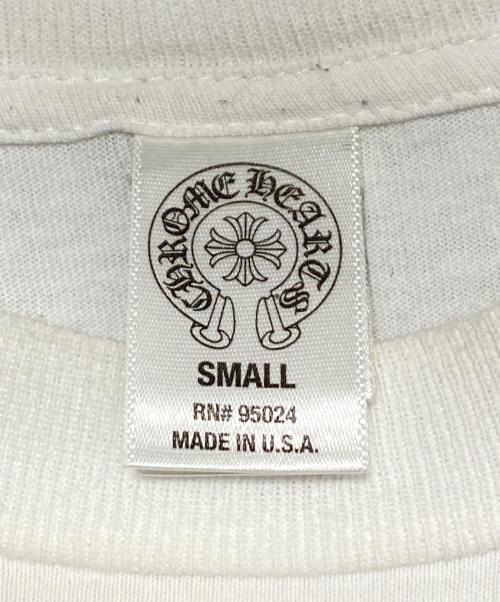 CHROME HEARTS
SMALL
RN# 95024
MADE IN U.S.A.